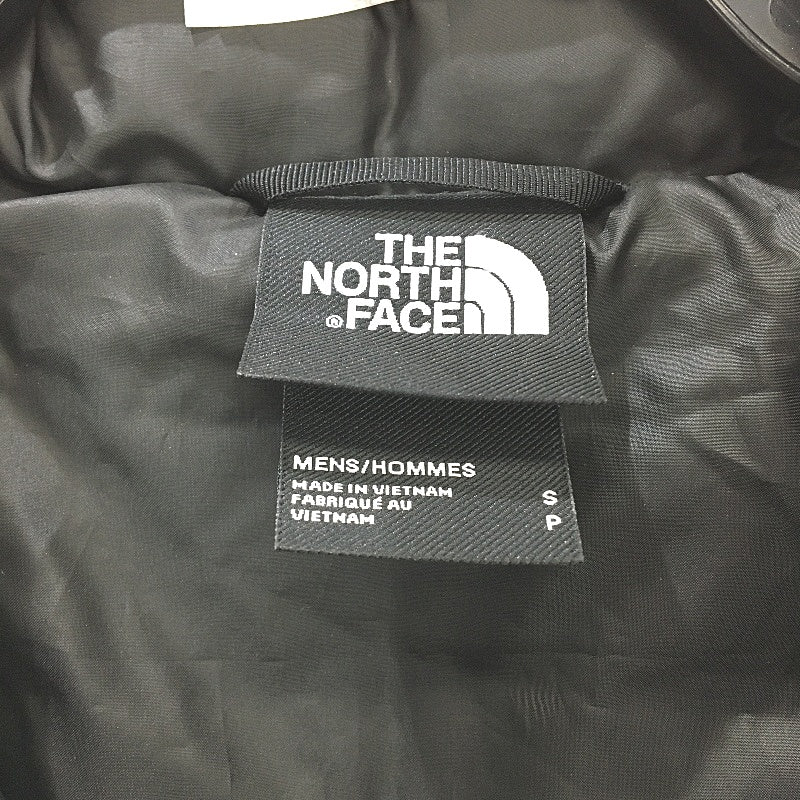 THE
NORTH
® FACE
MENS/HOMMES
MADE IN VIETNAM
FABRIQUÉ AU
VIETNAM
S
P